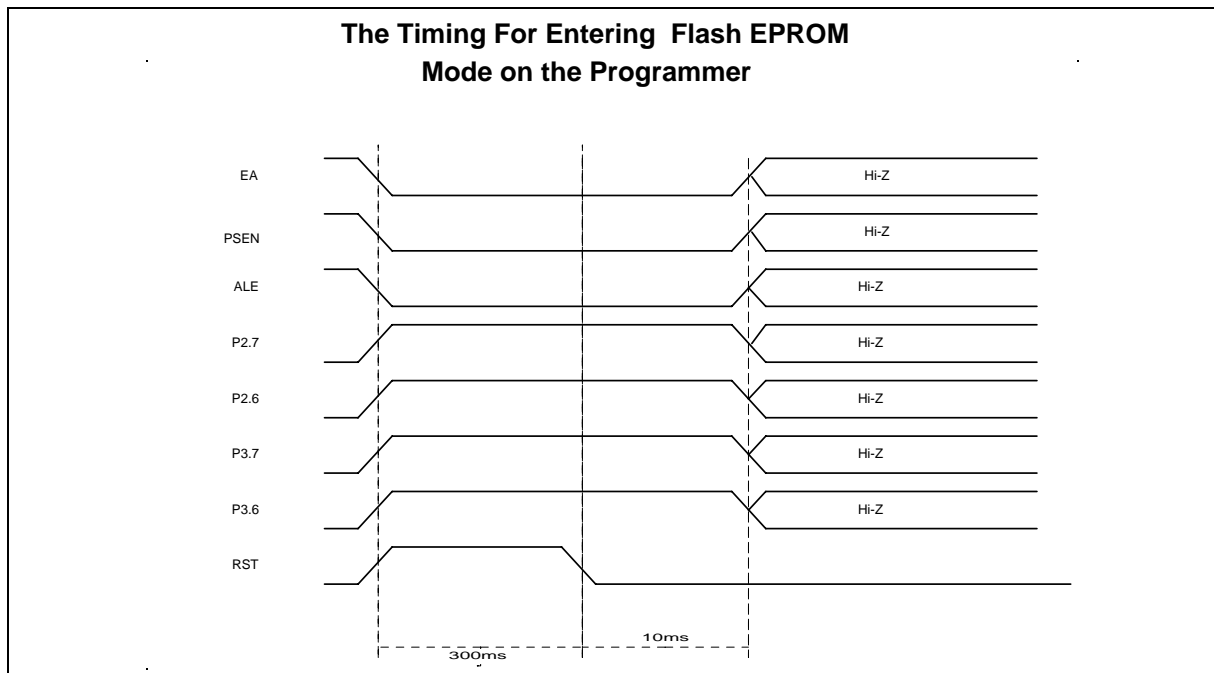 The Timing For Entering Flash EPROM
Mode on the Programmer
EA
Hi-Z
PSEN
Hi-Z
ALE
Hi-Z
P2.7
Hi-Z
P2.6
Hi-Z
P3.7
Hi-Z
P3.6
Hi-Z
RST
10ms
300ms